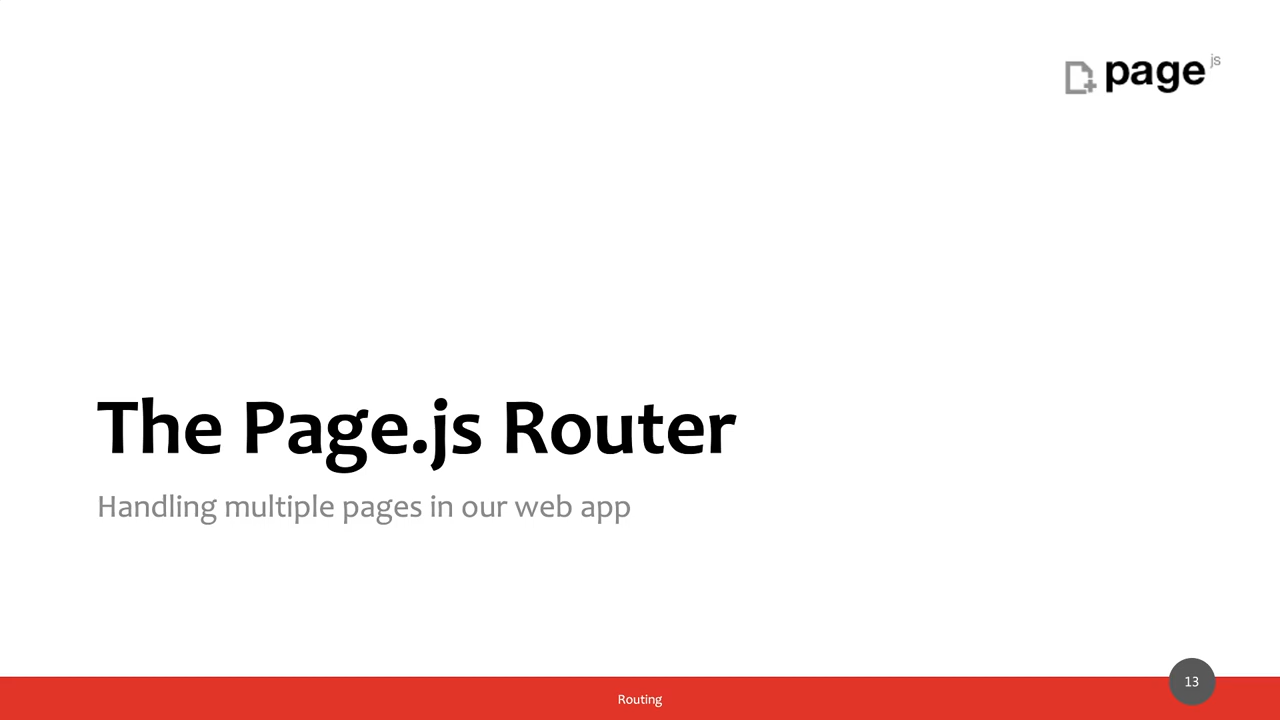 page js
The Page.js Router
Handling multiple pages in our web app
Routing
13